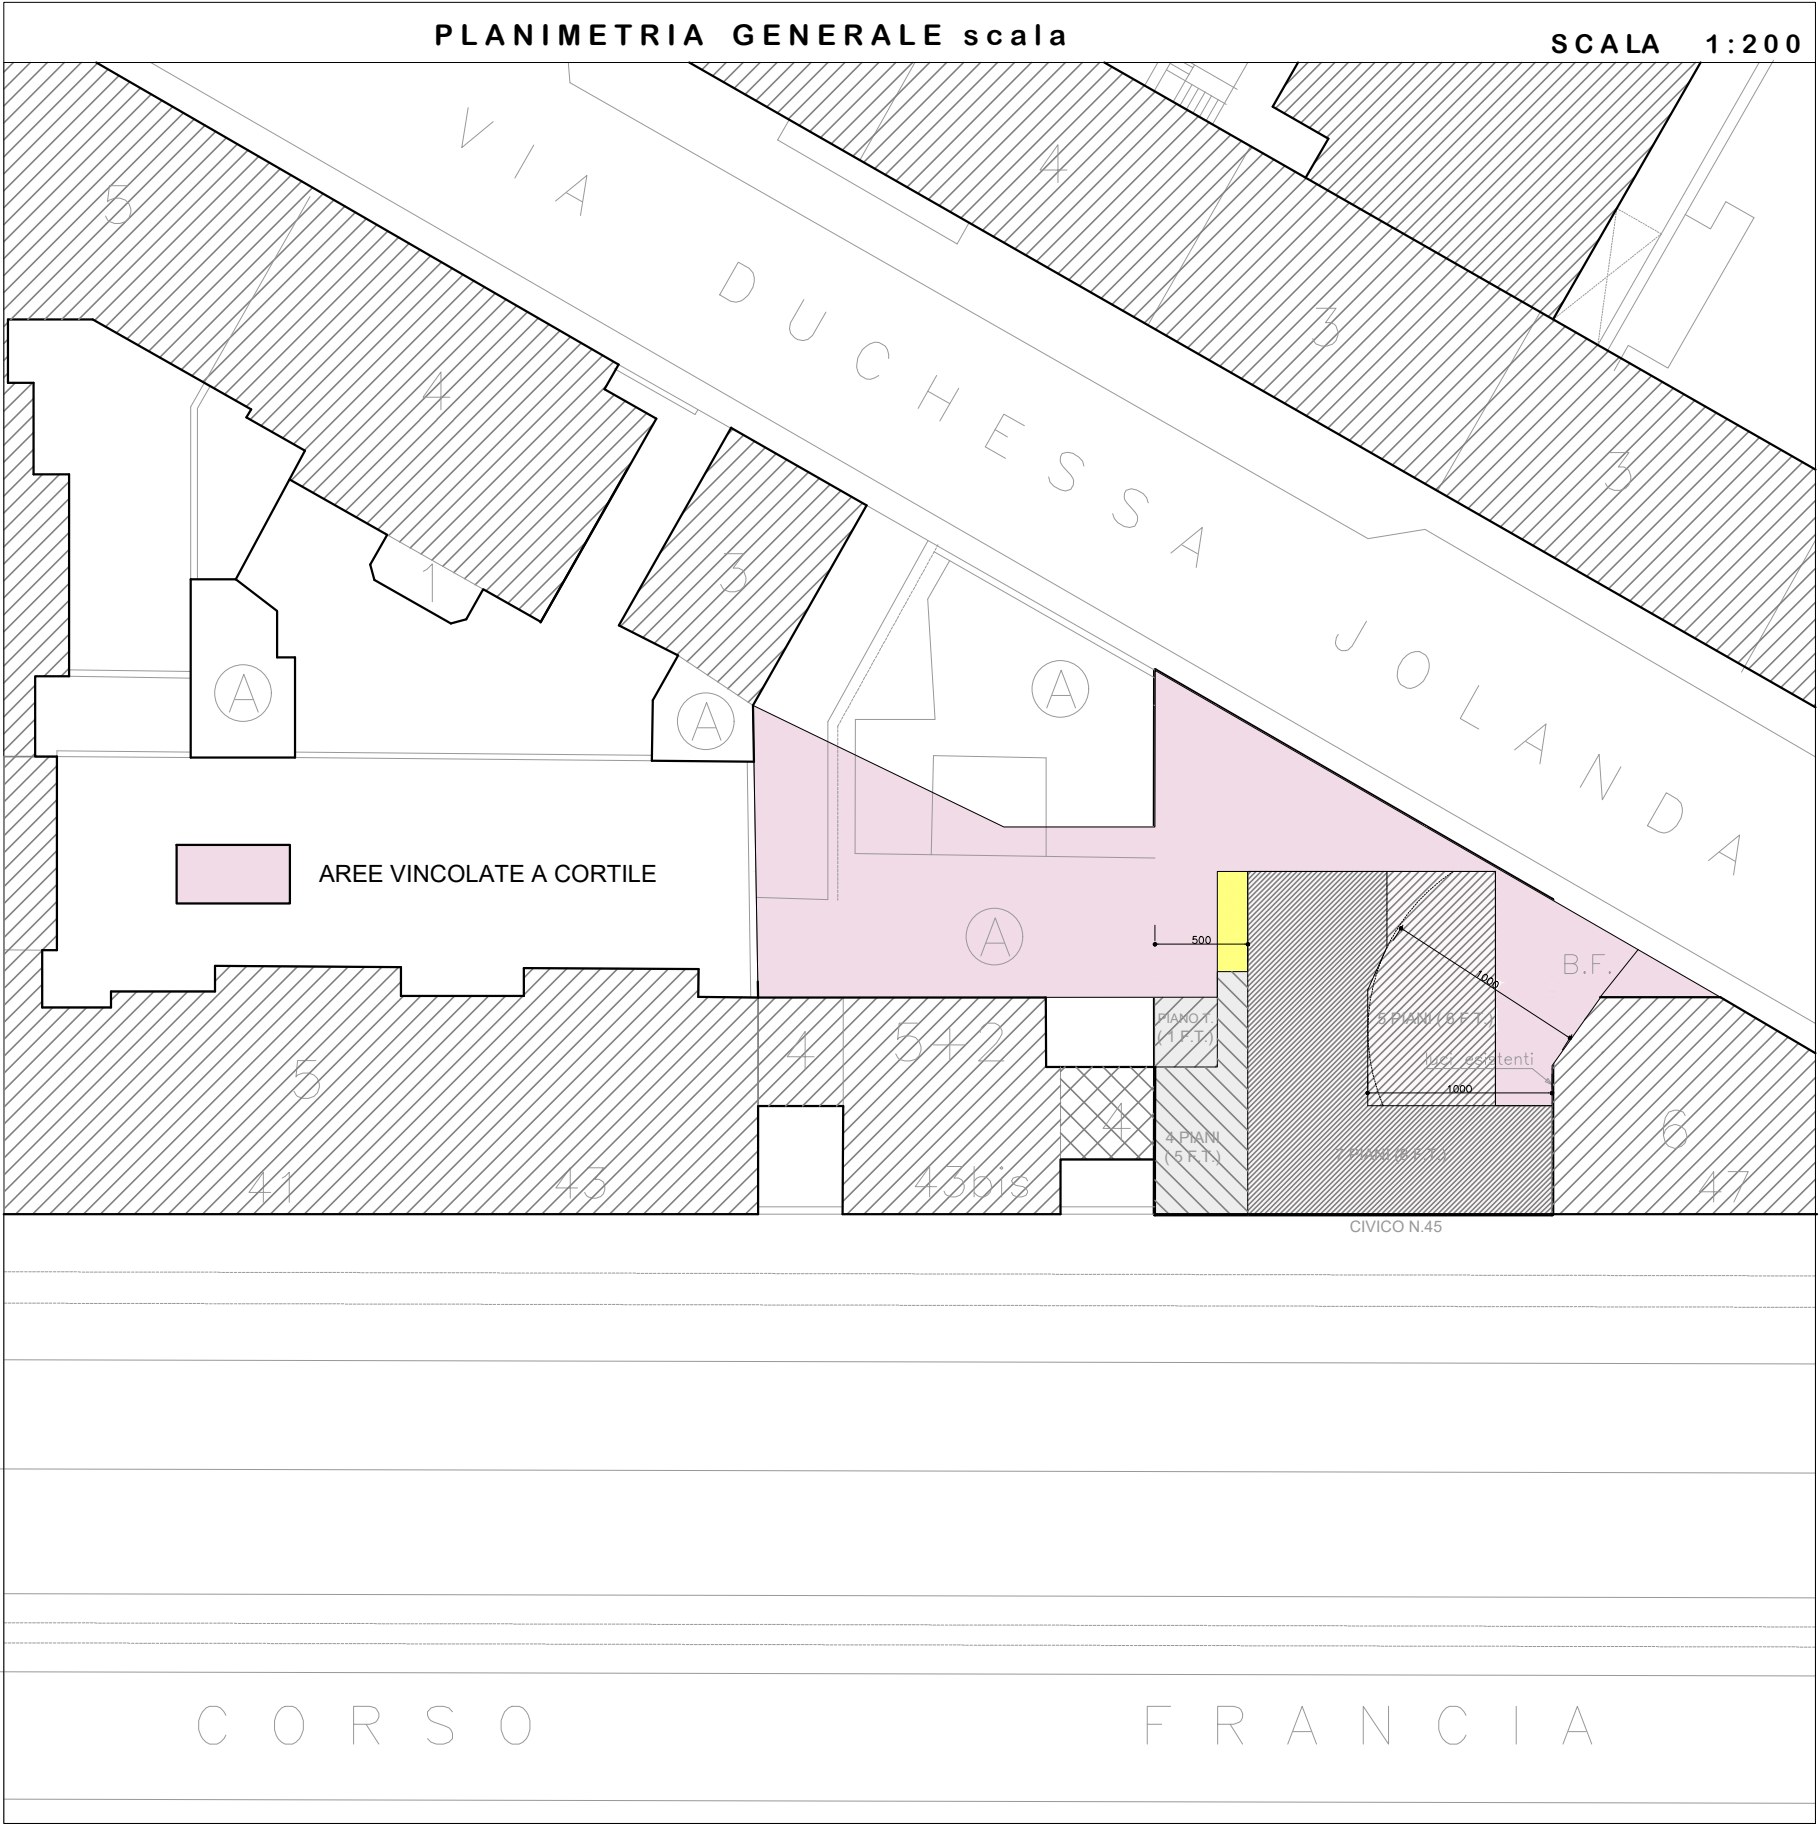 PLANIMETRIA GENERALE scala
SCALA 1:200
VIA DUCHESSA JOLANDA
5
4
4
3
3
3
1
A
A
A
AREE VINCOLATE A CORTILE
A
500
1000
B.F.
PIANO T.
( 1 F.T.)
5 PIANI ( 6 F.T.)
luci esistenti
1000
5
4
5+2
4
4 PIANI
( 5 F.T.)
7 PIANI (8 F.T.)
6
41
43
43bis
47
CIVICO N.45
CORSO FRANCIA